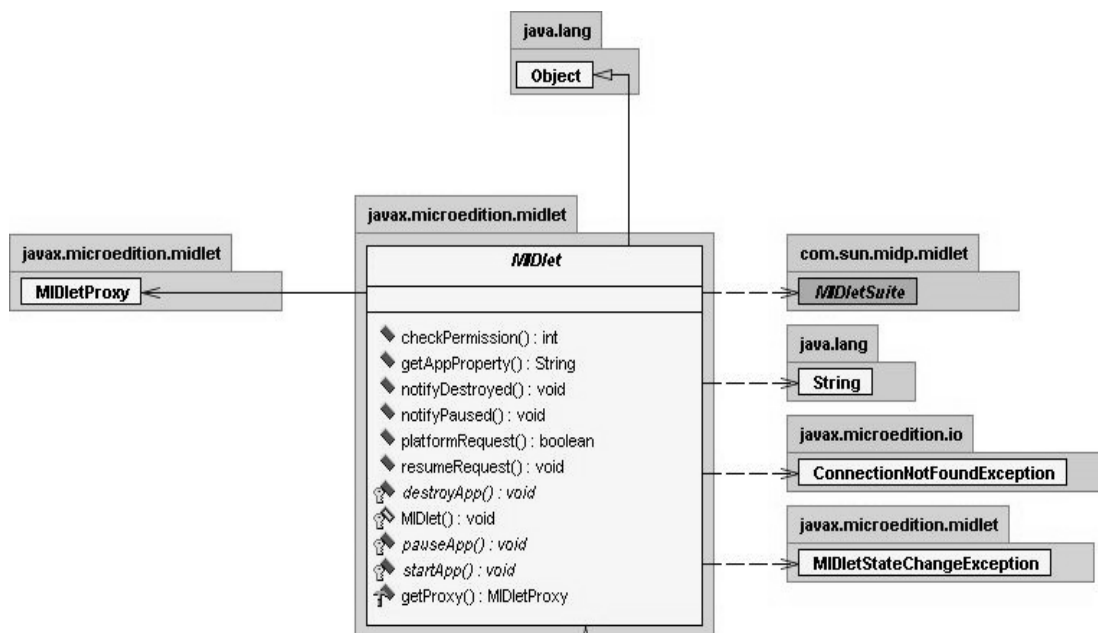 java.lang
Object
javax.microedition.midlet
MIDletProxy
javax.microedition.midlet
MIDlet
checkPermission() : int
getAppProperty() : String
notifyDestroyed() : void
notifyPaused() : void
platformRequest() : boolean
resumeRequest() : void
destroyApp() : void
MIDlet() : void
pauseApp() : void
startApp() : void
getProxy() : MIDletProxy
com.sun.midp.midlet
MIDletSuite
java.lang
String
javax.microedition.io
ConnectionNotFoundException
javax.microedition.midlet
MIDletStateChangeException